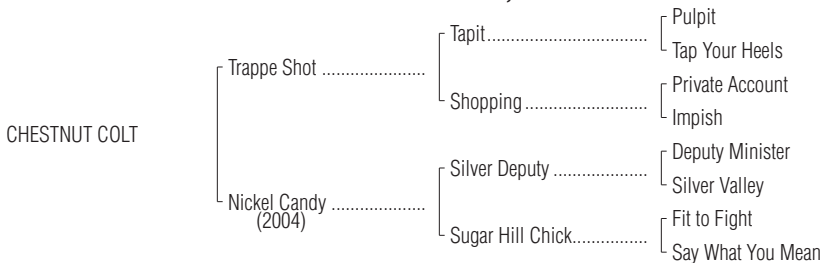 Pulpit
Tapit
Tap Your Heels
Trappe Shot
Private Account
Shopping
Impish
CHESTNUT COLT
Deputy Minister
Silver Deputy
Silver Valley
Nickel Candy
(2004)
Fit to Fight
Sugar Hill Chick
Say What You Mean